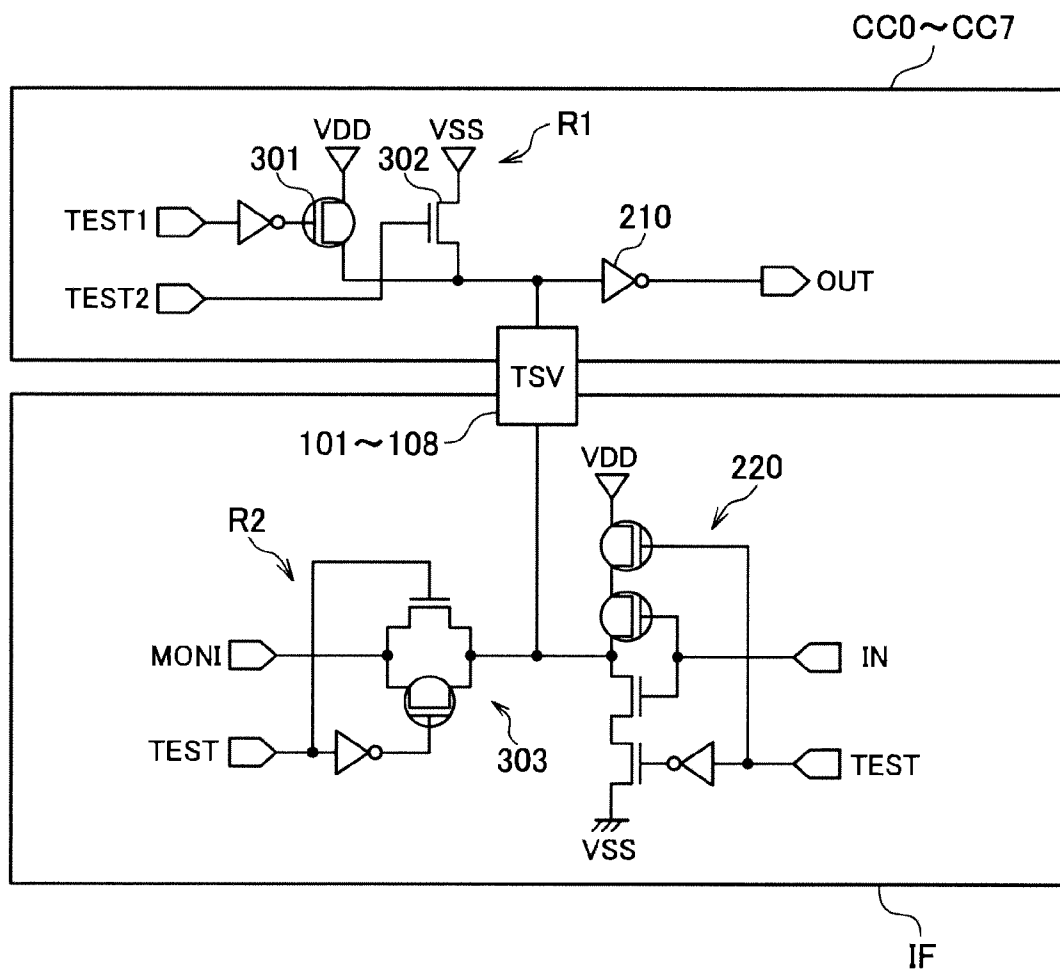 CC0～CC7
VDD
VSS
R1
301
302
TEST1
210
TEST2
OUT
TSV
101～108
VDD
220
R2
MONI
IN
TEST
303
TEST
VSS
IF